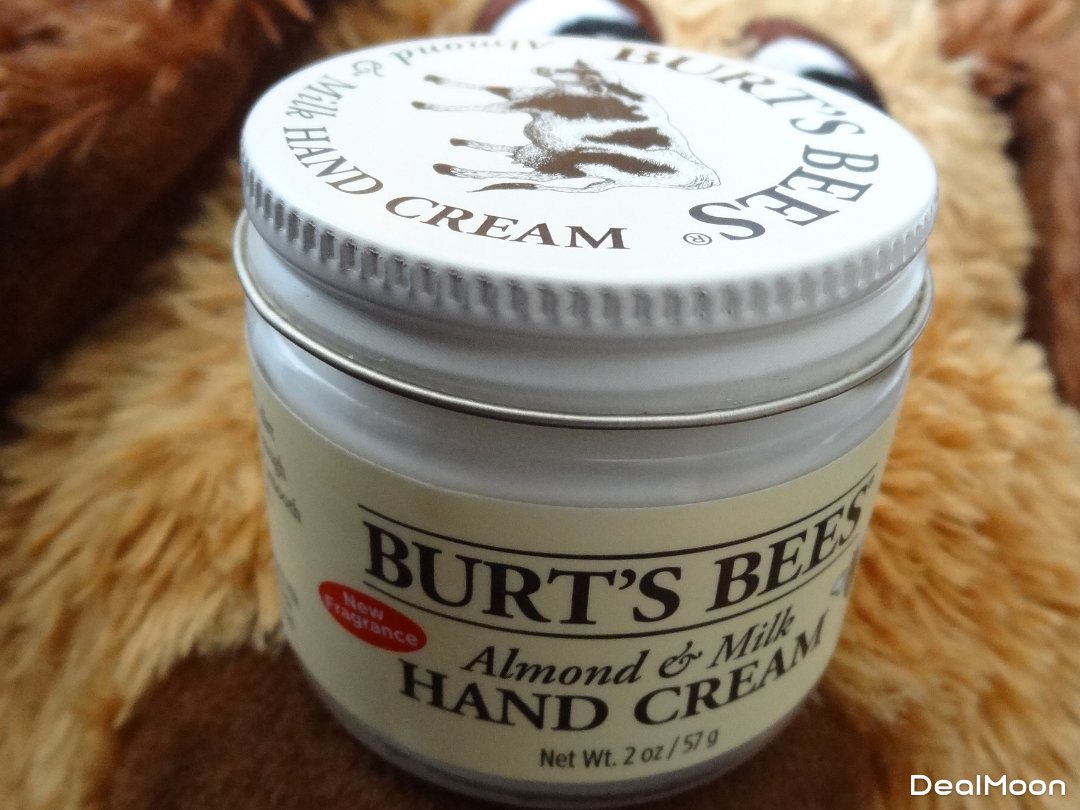 BURT'S BEES®
Almond & Milk HAND CREAM
BURT'S BEES
New
Fragrance
Almond & Milk
HAND CREAM
Net Wt. 2 oz / 57 g
DealMoon